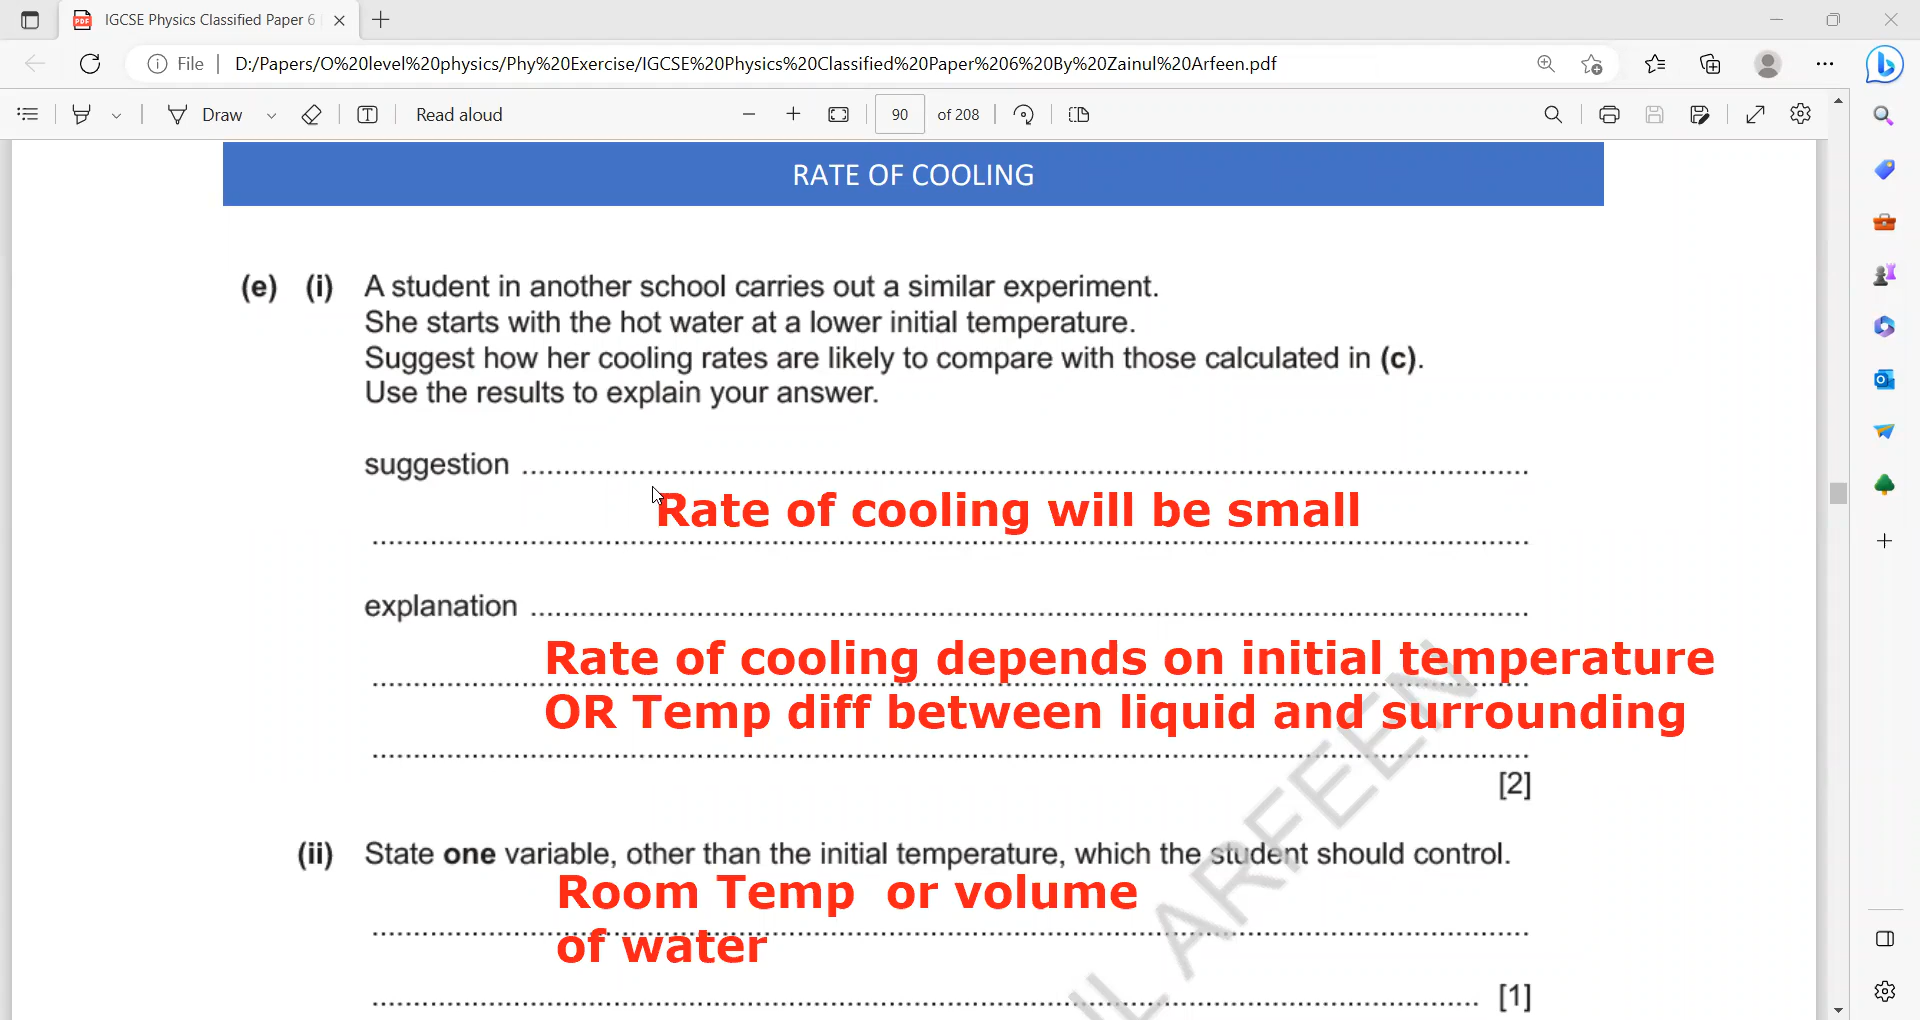 IGCSE Physics Classified Paper 6
File
D:/Papers/O%20level%20physics/Phy%20Exercise/IGCSE%20Physics%20Classified%20Paper%206%20By%20Zainul%20Arfeen.pdf
Draw
T
Read aloud
90 of 208
RATE OF COOLING
(e) (i) A student in another school carries out a similar experiment.
She starts with the hot water at a lower initial temperature.
Suggest how her cooling rates are likely to compare with those calculated in (c).
Use the results to explain your answer.
suggestion ..........
Rate of cooling will be small
explanation ..........
Rate of cooling depends on initial temperature
OR Temp diff between liquid and surrounding
[2]
(ii) State one variable, other than the initial temperature, which the student should control.
Room Temp or volume
of water
[1]
IL ARFEEN